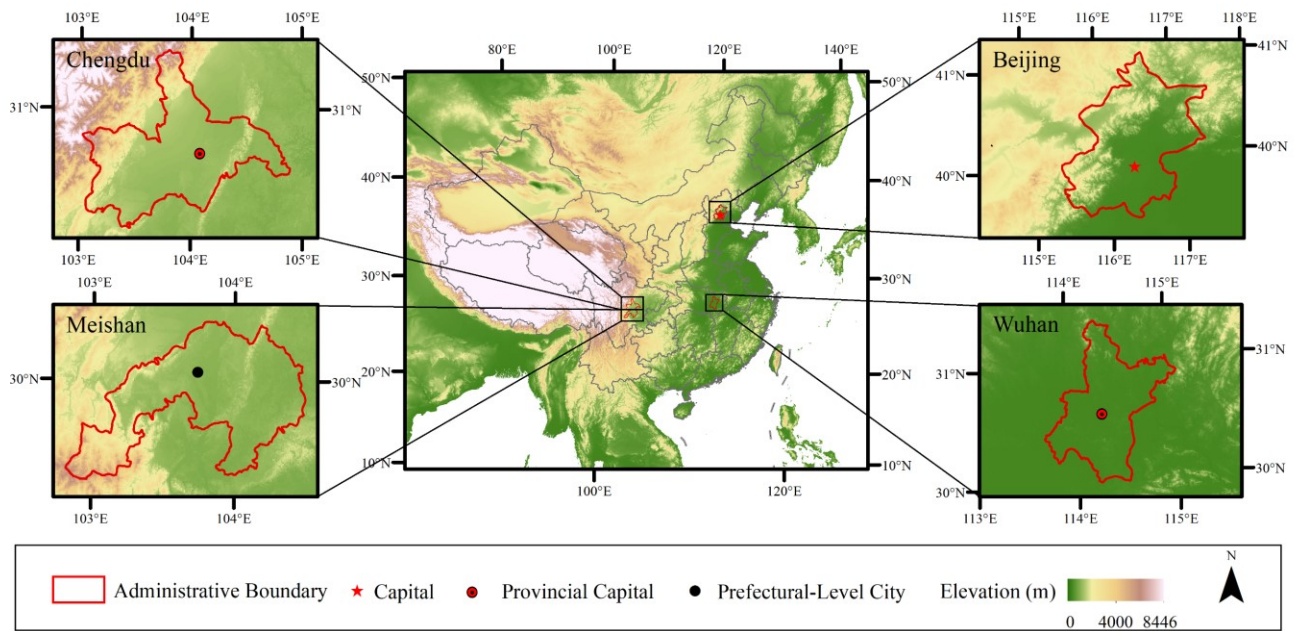 103°E 104°E 105°E
Chengdu
31°N 31°N
103°E 104°E 105°E
103°E 104°E
Meishan
30°N 30°N
103°E 104°E
80°E 100°E 120°E 140°E
50°N 50°N
40°N 40°N
30°N 30°N
20°N 20°N
10°N 10°N
100°E 120°E
115°E 116°E 117°E 118°E
Beijing
41°N 41°N
40°N 40°N
115°E 116°E 117°E
114°E 115°E
Wuhan
31°N 31°N
30°N 30°N
113°E 114°E 115°E
Administrative Boundary Capital Provincial Capital Prefectural-Level City Elevation (m)
0 4000 8446
N